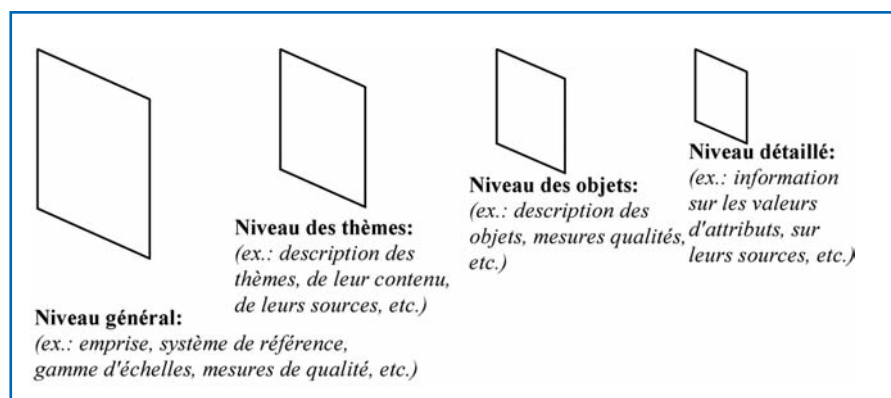 Niveau général:
(ex.: emprise, système de référence,
gamme d'échelles, mesures de qualité, etc.)
Niveau des thèmes:
(ex.: description des
thèmes, de leur contenu,
de leurs sources, etc.)
Niveau des objets:
(ex.: description des
objets, mesures qualités,
etc.)
Niveau détaillé:
(ex.: information
sur les valeurs
d'attributs, sur
leurs sources, etc.)